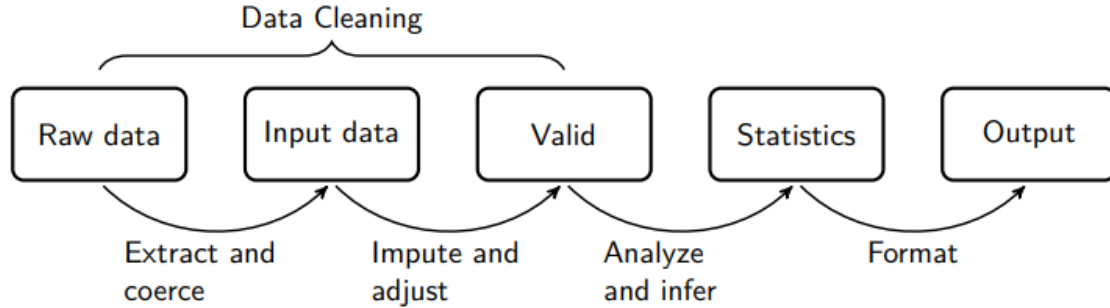 Data Cleaning
Raw data
Input data
Valid
Statistics
Output
Extract and
coerce
Impute and
adjust
Analyze
and infer
Format